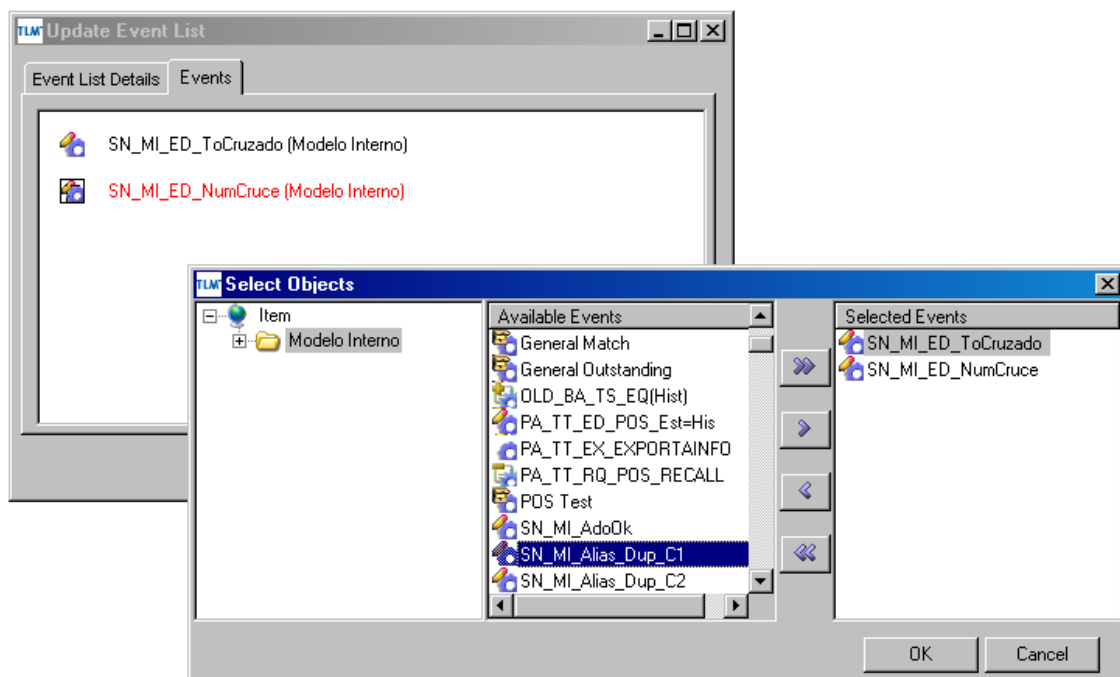 TLM Update Event List
Event List Details Events
SN_MI_ED_ToCruzado (Modelo Interno)
SN_MI_ED_NumCruce (Modelo Interno)
TLM Select Objects
Item
Modelo Interno
Available Events
General Match
General Outstanding
OLD_BA_TS_EQ(Hist)
PA_TT_ED_POS_Est=His
PA_TT_EX_EXPORTAINFO
PA_TT_RQ_POS_RECALL
POS Test
SN_MI_AdoOk
SN_MI_Alias_Dup_C1
SN_MI_Alias_Dup_C2
Selected Events
SN_MI_ED_ToCruzado
SN_MI_ED_NumCruce
OK Cancel